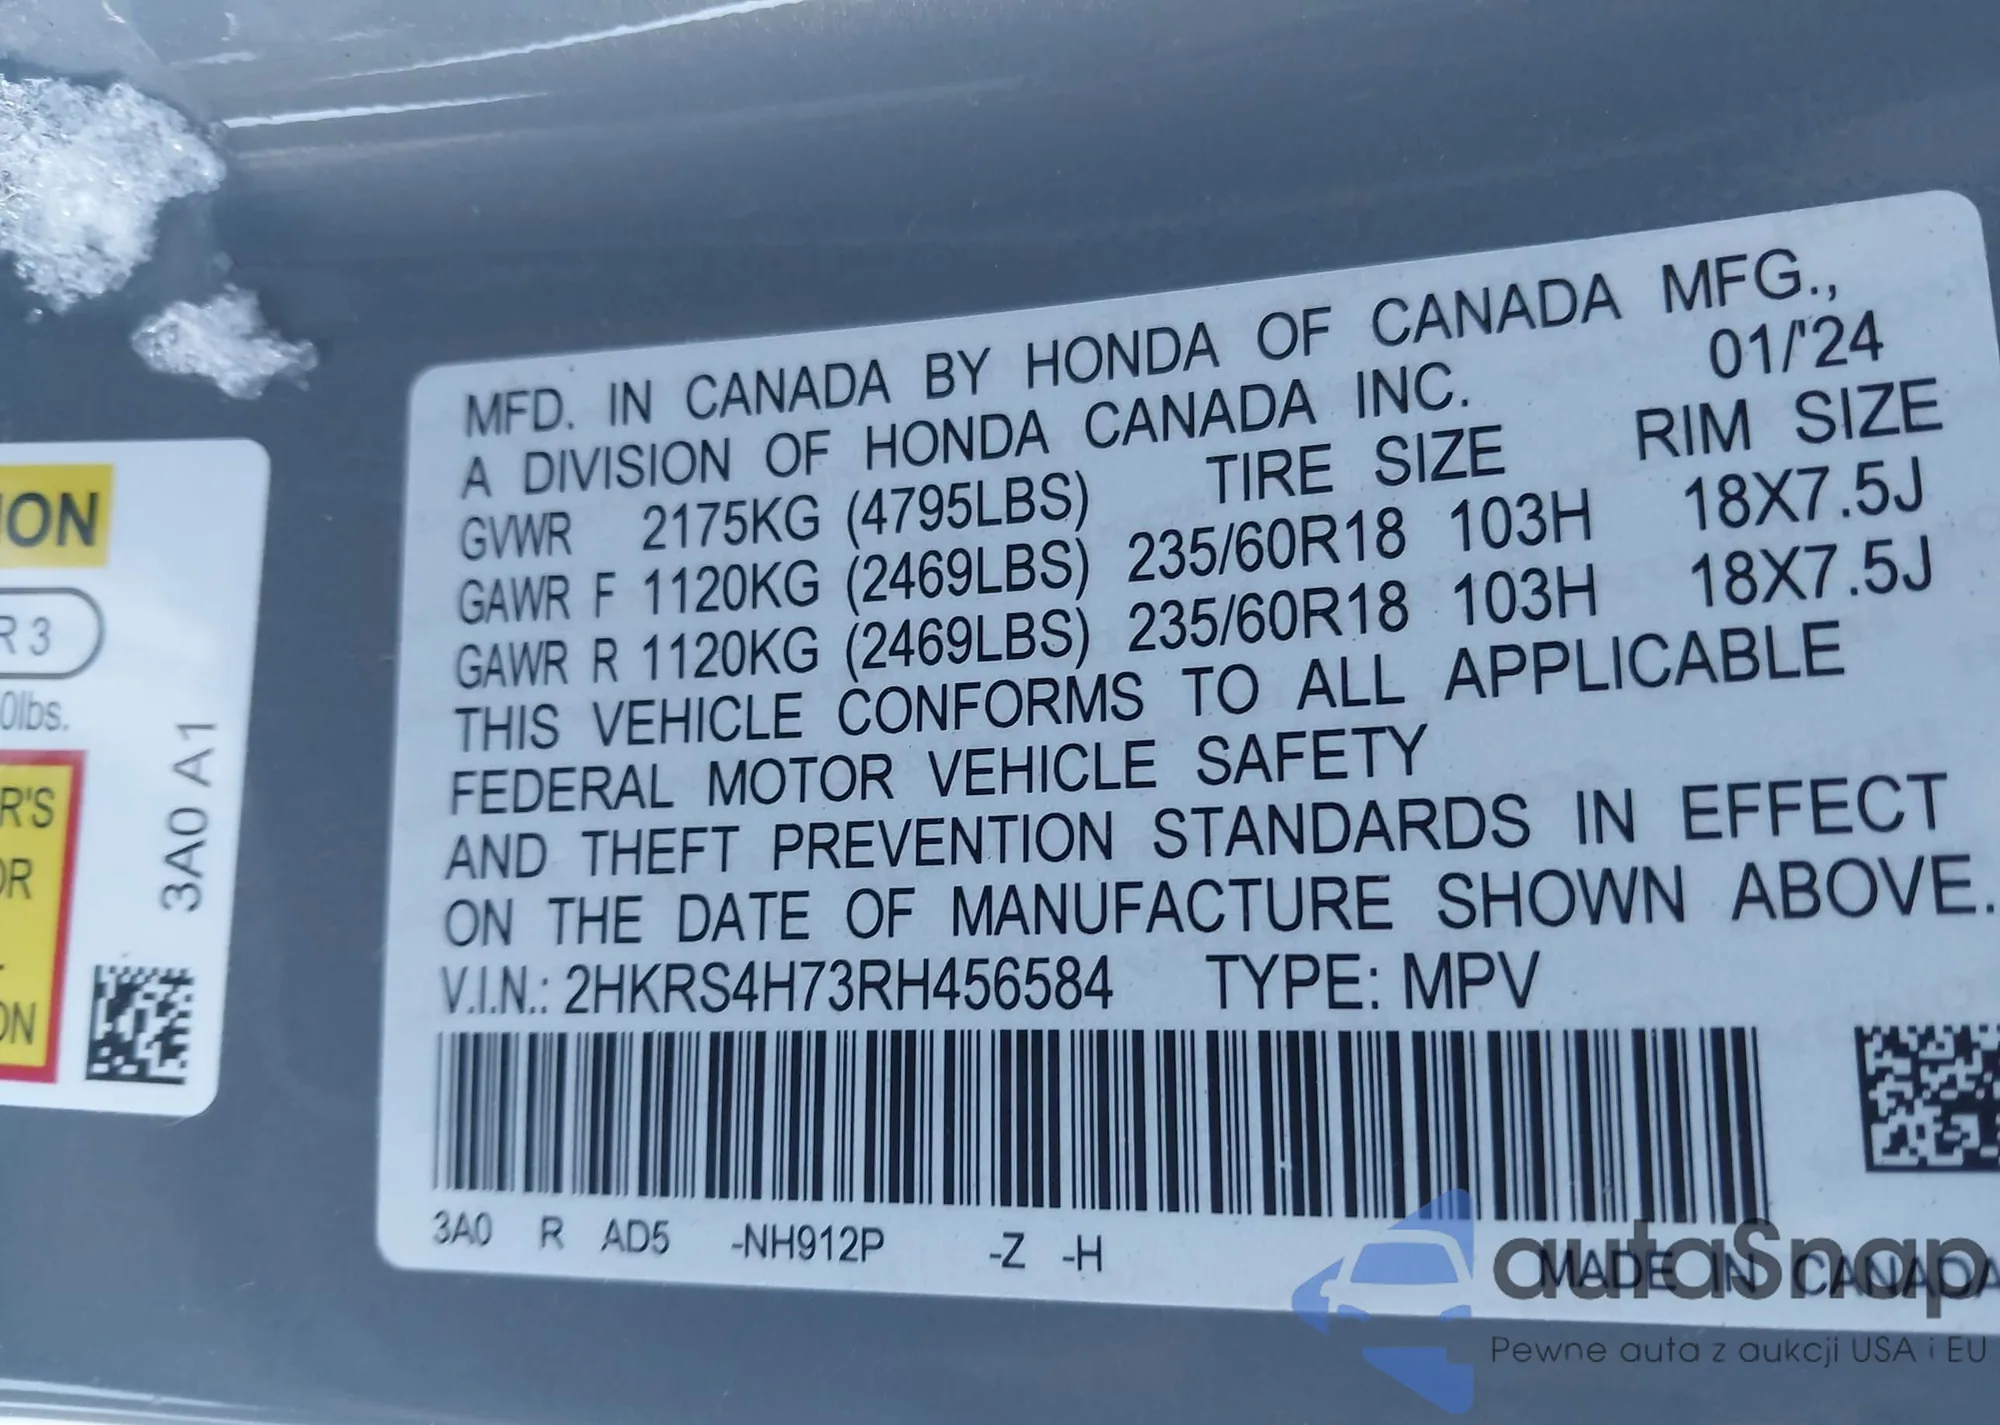 ION
R 3
0lbs.
R'S
OR
ON
3A0 A1
MFD. IN CANADA BY HONDA OF CANADA MFG.,
A DIVISION OF HONDA CANADA INC. 01/'24
GVWR 2175KG (4795LBS) TIRE SIZE RIM SIZE
GAWR F 1120KG (2469LBS) 235/60R18 103H 18X7.5J
GAWR R 1120KG (2469LBS) 235/60R18 103H 18X7.5J
THIS VEHICLE CONFORMS TO ALL APPLICABLE
FEDERAL MOTOR VEHICLE SAFETY
AND THEFT PREVENTION STANDARDS IN EFFECT
ON THE DATE OF MANUFACTURE SHOWN ABOVE.
V.I.N.: 2HKRS4H73RH456584 TYPE: MPV
3A0 R AD5 -NH912P -Z -H
MADE IN CANADA
autaSnap
Pewne auta z aukcji USA i EU